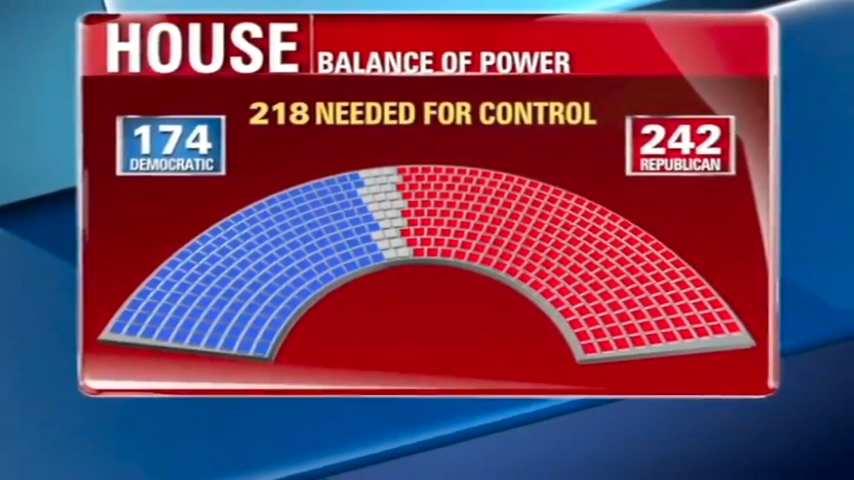 HOUSE BALANCE OF POWER
218 NEEDED FOR CONTROL
174
DEMOCRATIC
242
REPUBLICAN